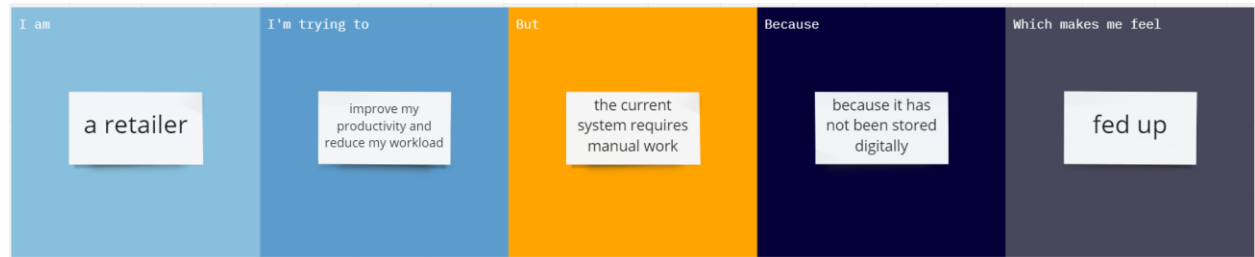 I am
a retailer
I'm trying to
improve my
productivity and
reduce my workload
But
the current
system requires
manual work
Because
because it has
not been stored
digitally
Which makes me feel
fed up